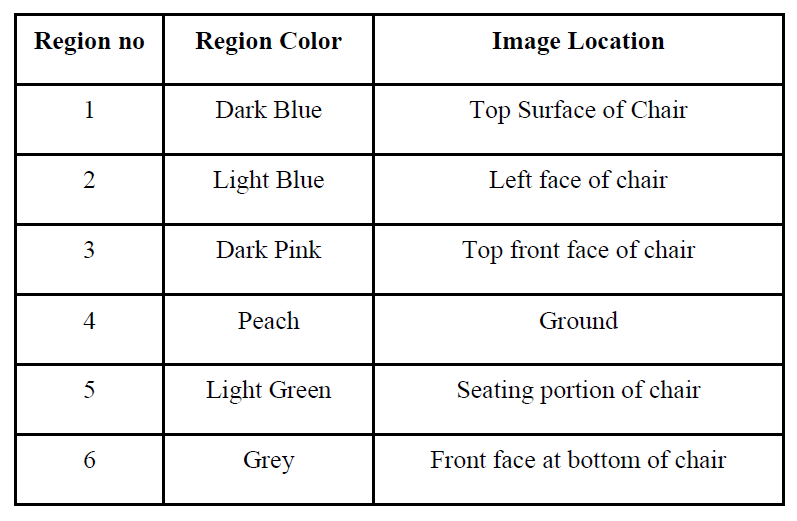 Region no Region Color Image Location
1 Dark Blue Top Surface of Chair
2 Light Blue Left face of chair
3 Dark Pink Top front face of chair
4 Peach Ground
5 Light Green Seating portion of chair
6 Grey Front face at bottom of chair